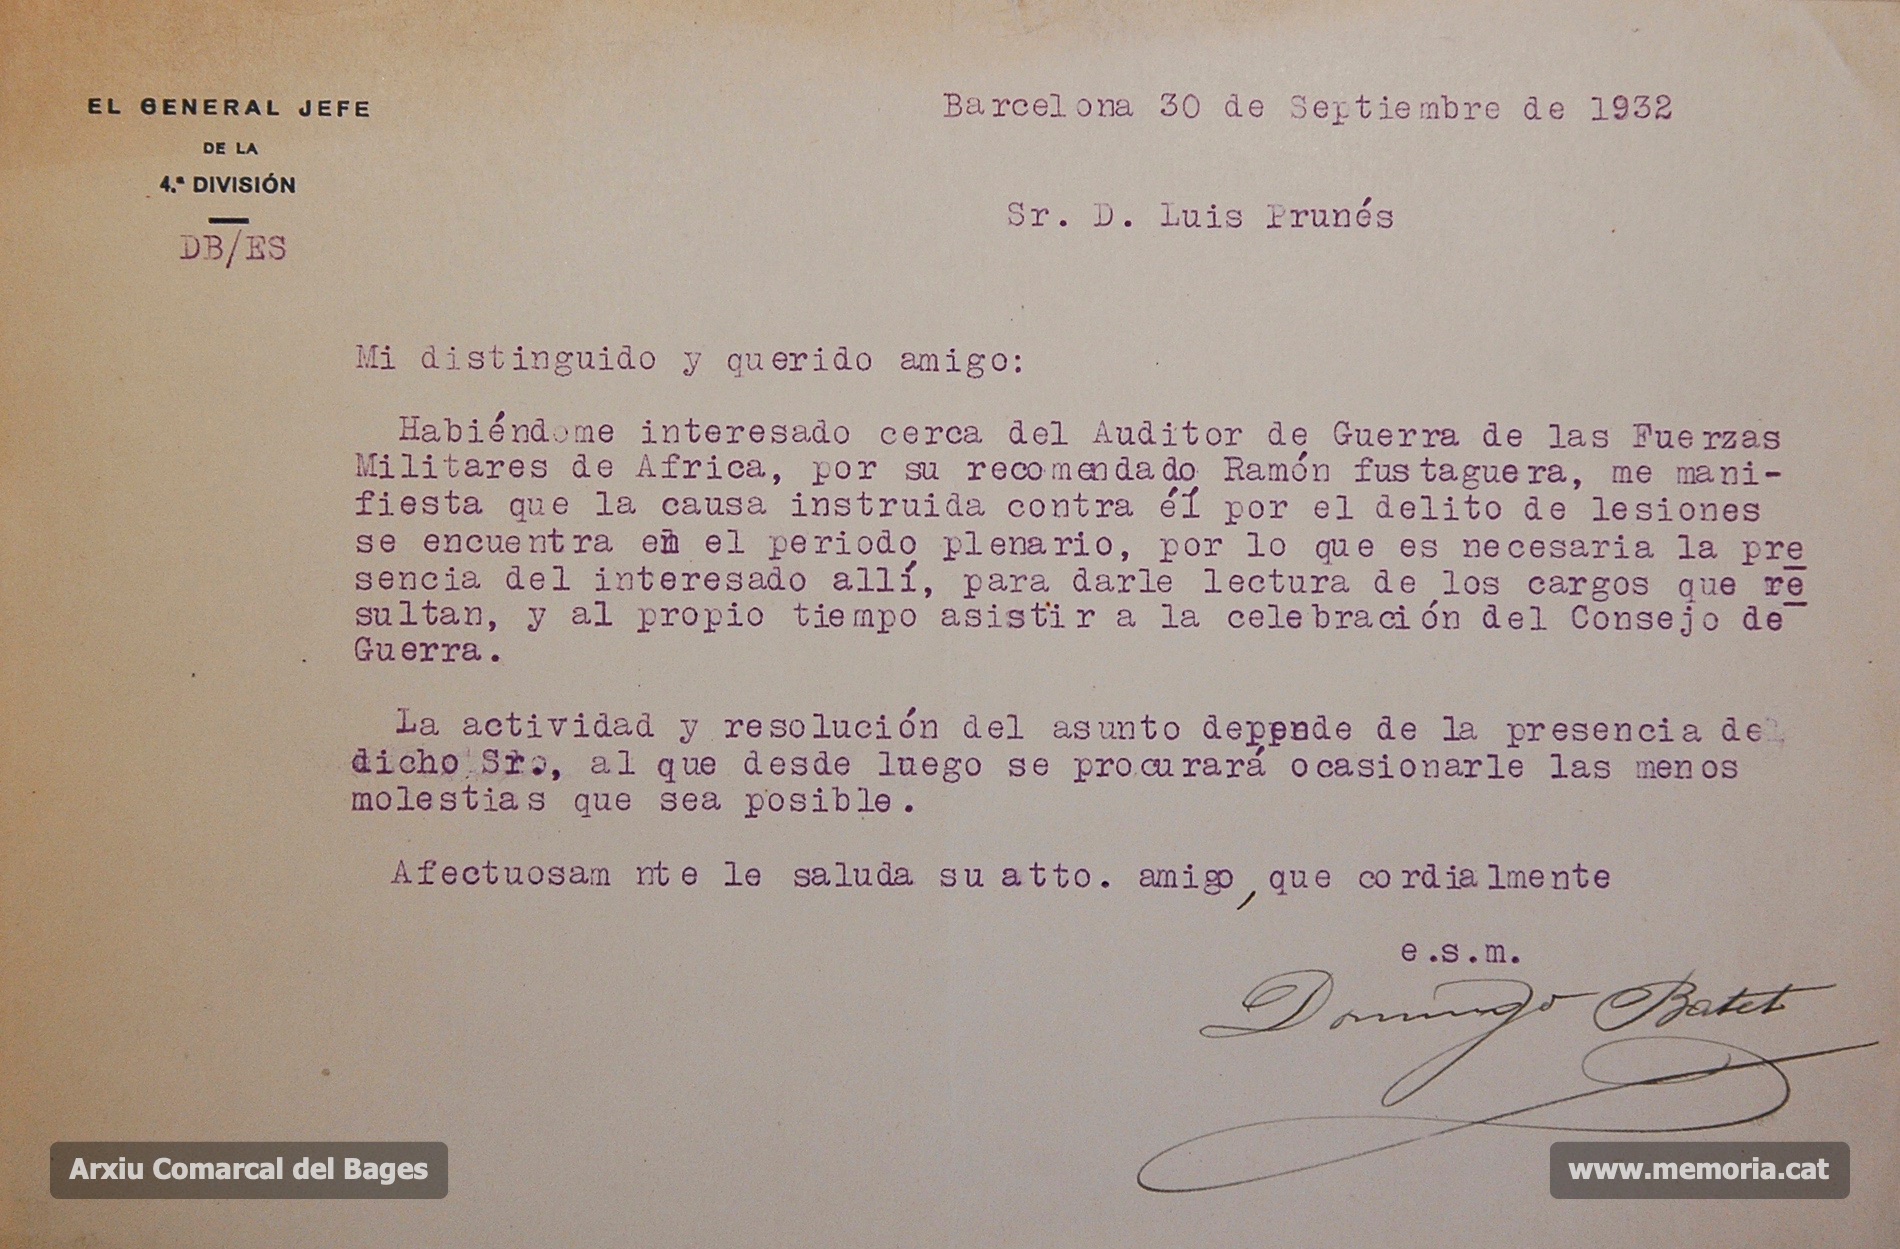 EL GENERAL JEFE
DE LA
4.ª DIVISIÓN
DB/ES
Barcelona 30 de Septiembre de 1932
Sr. D. Luis Prunés
Mi distinguido y querido amigo:
Habiéndome interesado cerca del Auditor de Guerra de las Fuerzas
Militares de Africa, por su recomendado Ramón fustaguera, me mani-
fiesta que la causa instruida contra él por el delito de lesiones
se encuentra en el periodo plenario, por lo que es necesaria la pre
sencia del interesado allí, para darle lectura de los cargos que re
sultan, y al propio tiempo asistir a la celebración del Consejo de
Guerra.
La actividad y resolución del asunto depende de la presencia de
dicho Sr., al que desde luego se procurará ocasionarle las menos
molestias que sea posible.
Afectuosam nte le saluda su atto. amigo, que cordialmente
e.s.m.
Domingo Batet
Arxiu Comarcal del Bages
www.memoria.cat